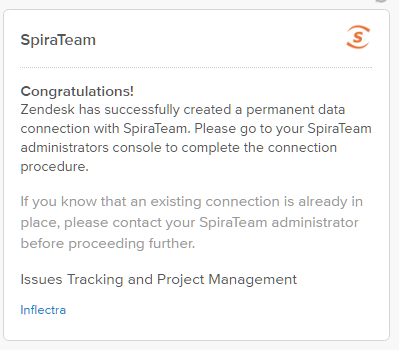 SpiraTeam
Congratulations!
Zendesk has successfully created a permanent data
connection with SpiraTeam. Please go to your SpiraTeam
administrators console to complete the connection
procedure.
If you know that an existing connection is already in
place, please contact your SpiraTeam administrator
before proceeding further.
Issues Tracking and Project Management
Inflectra